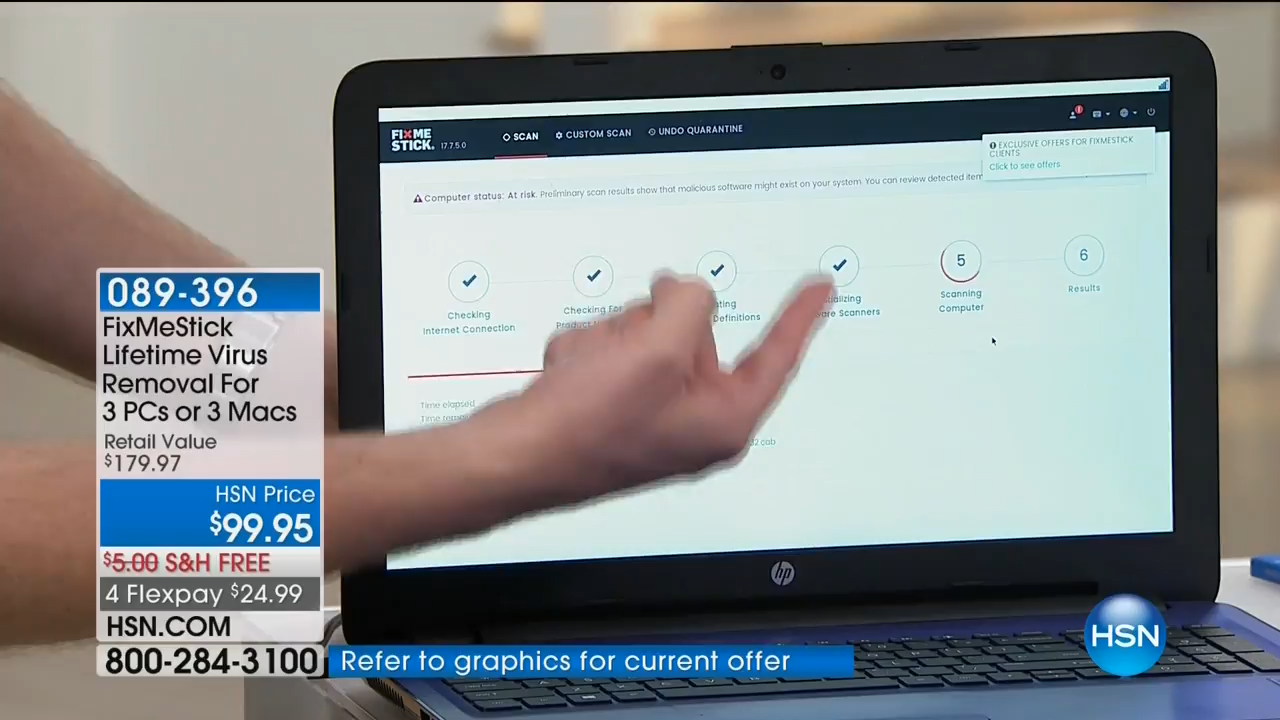 FIXME
STICK. 17.7.5.0
SCAN
CUSTOM SCAN
UNDO QUARANTINE
EXCLUSIVE OFFERS FOR FIXMESTICK
CLIENTS
Click to see offers.
Computer status: At risk. Preliminary scan results show that malicious software might exist on your system. You can review detected
5
6
Checking
Internet Connection
Checking For
Product
Definitions
Scanners
Scanning
Computer
Results
Time elapsed
Time
hp
089-396
FixMeStick
Lifetime Virus
Removal For
3 PCs or 3 Macs
Retail Value
$179.97
HSN Price
$99.95
$5.00 S&H FREE
4 Flexpay $24.99
HSN.COM
800-284-3100
Refer to graphics for current offer
HSN